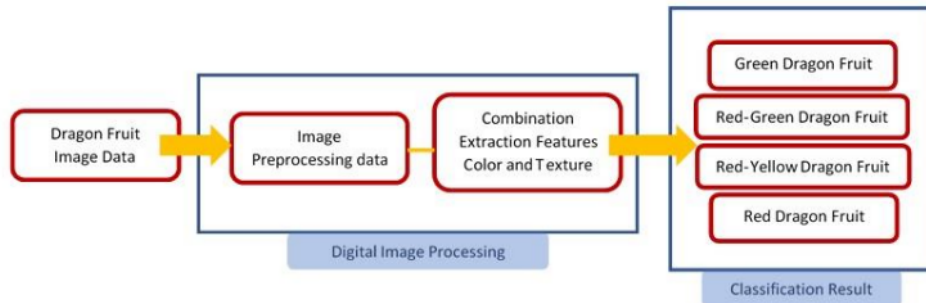 Dragon Fruit
Image Data
Image
Preprocessing data
Combination
Extraction Features
Color and Texture
Digital Image Processing
Green Dragon Fruit
Red-Green Dragon Fruit
Red-Yellow Dragon Fruit
Red Dragon Fruit
Classification Result